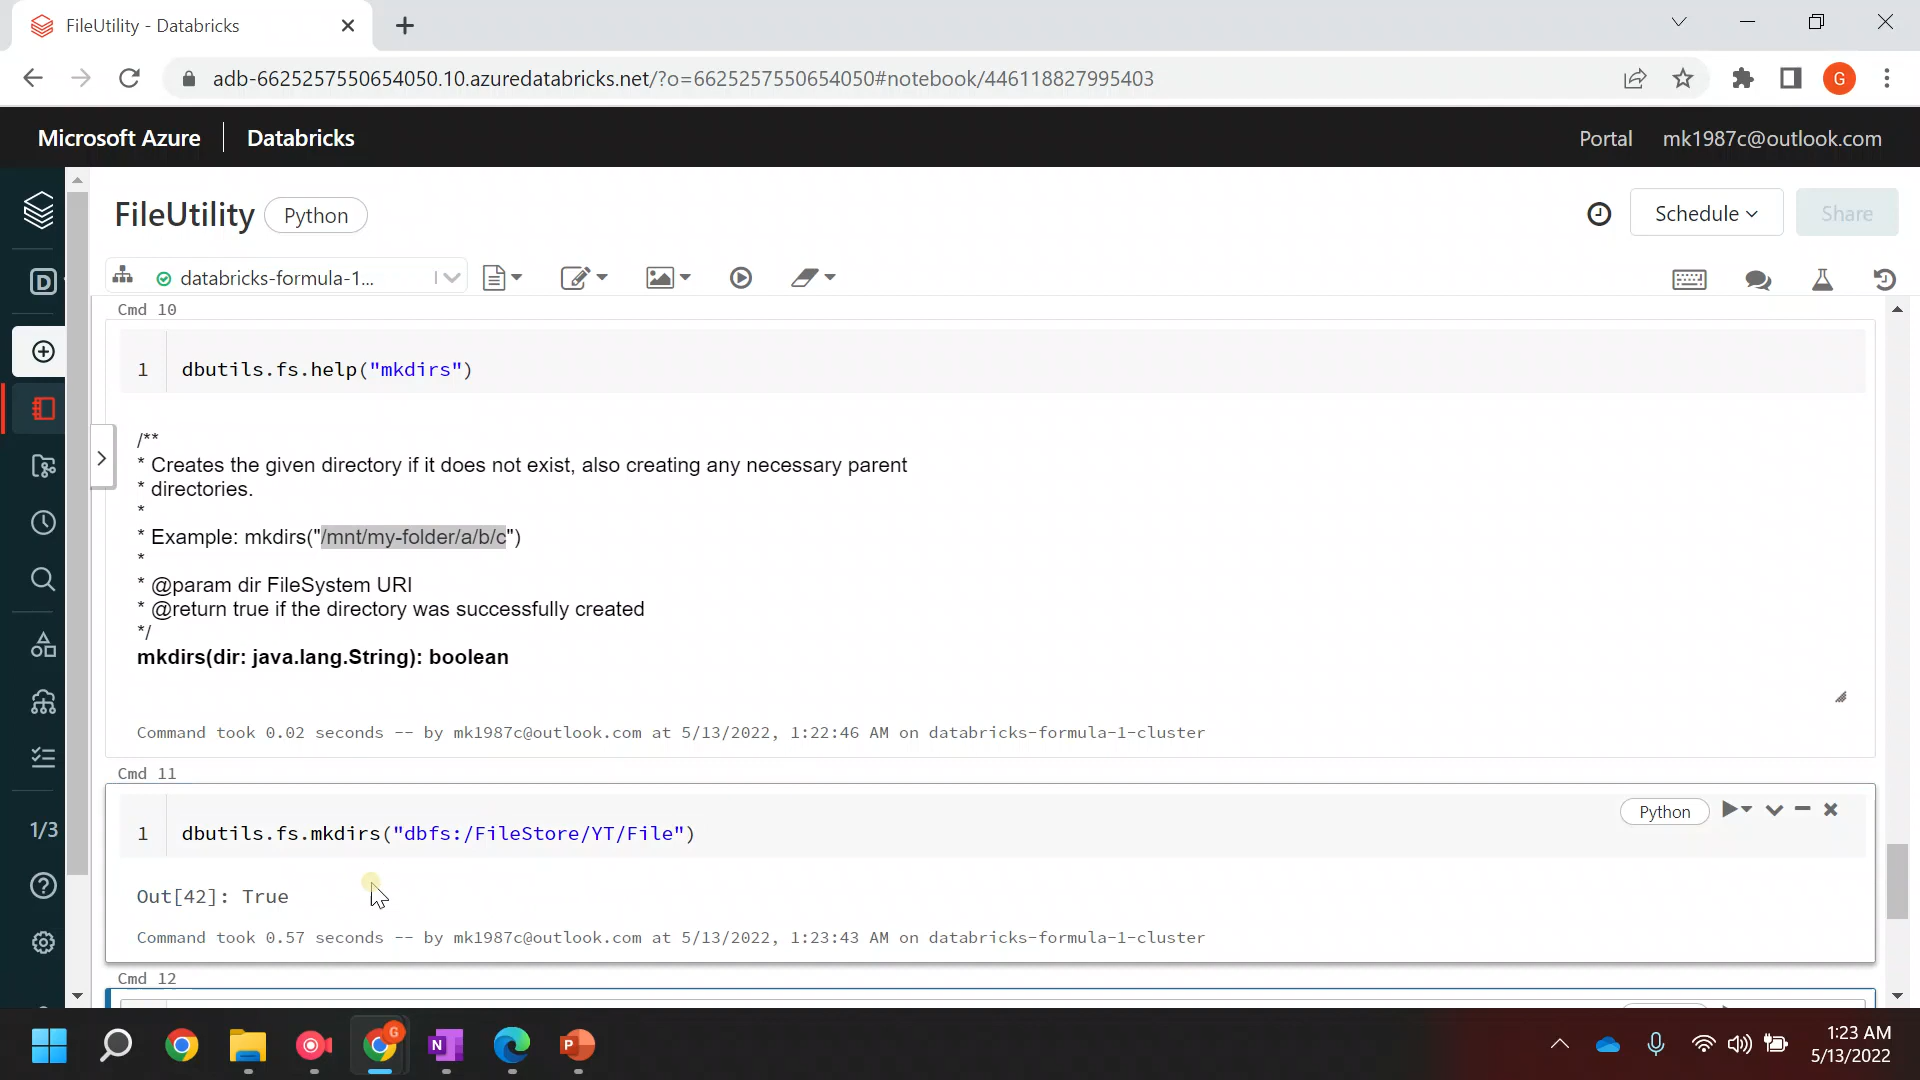 FileUtility - Databricks
adb-6625257550654050.10.azuredatabricks.net/?o=6625257550654050#notebook/446118827995403
G
Microsoft Azure
Databricks
Portal
mk1987c@outlook.com
FileUtility
Python
Schedule
Share
D
databricks-formula-1...
Cmd 10
1
dbutils.fs.help("mkdirs")
/**
* Creates the given directory if it does not exist, also creating any necessary parent
* directories.
*
* Example: mkdirs("/mnt/my-folder/a/b/c")
*
* @param dir FileSystem URI
* @return true if the directory was successfully created
*/
mkdirs(dir: java.lang.String): boolean
Command took 0.02 seconds -- by mk1987c@outlook.com at 5/13/2022, 1:22:46 AM on databricks-formula-1-cluster
Cmd 11
Python
1
dbutils.fs.mkdirs("dbfs:/FileStore/YT/File")
1/3
Out[42]: True
Command took 0.57 seconds -- by mk1987c@outlook.com at 5/13/2022, 1:23:43 AM on databricks-formula-1-cluster
Cmd 12
G
N
P
1:23 AM
5/13/2022